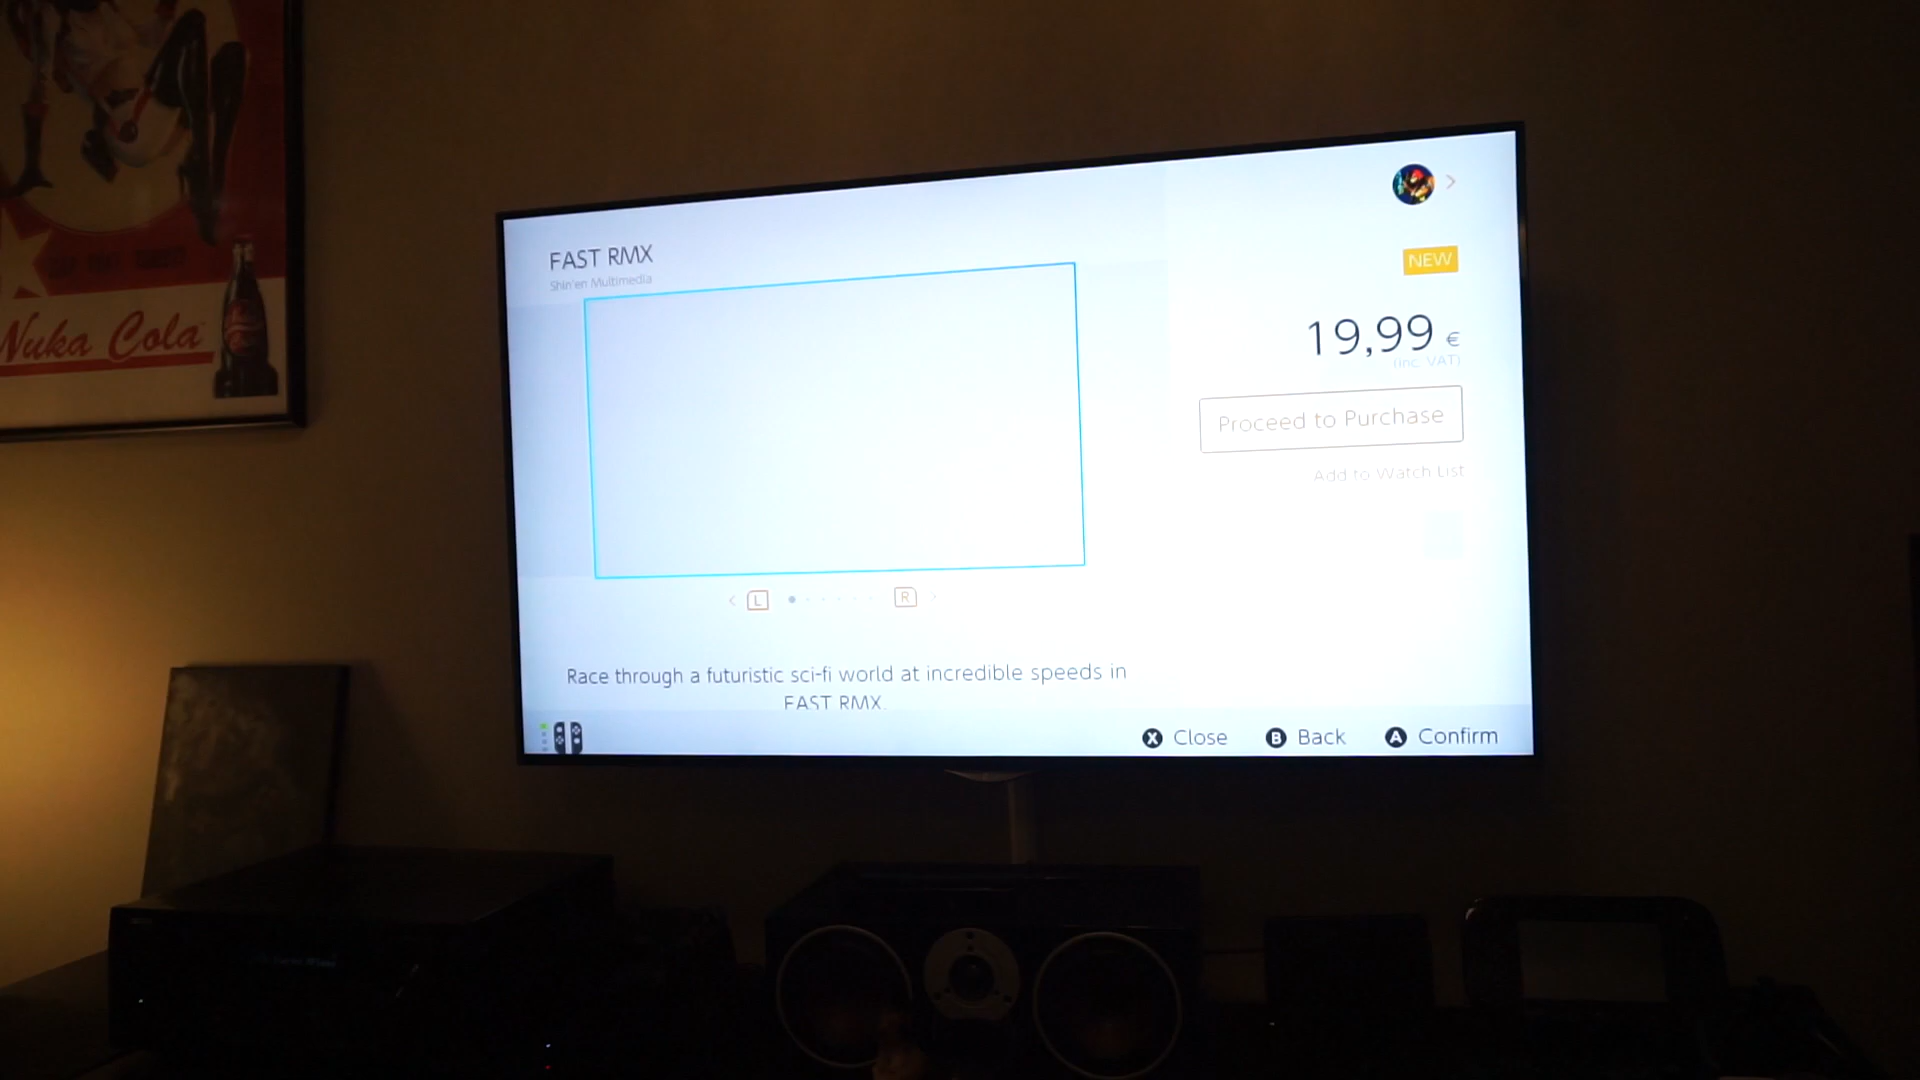 Nuka Cola
FAST RMX
Shin'en Multimedia
NEW
19,99 €
(inc. VAT)
Proceed to Purchase
Add to Watch List
L
R
Race through a futuristic sci-fi world at incredible speeds in
FAST RMX.
X Close
B Back
A Confirm